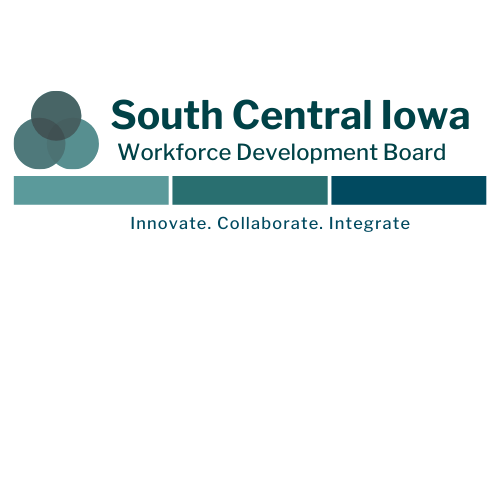 South Central Iowa
Workforce Development Board
Innovate. Collaborate. Integrate